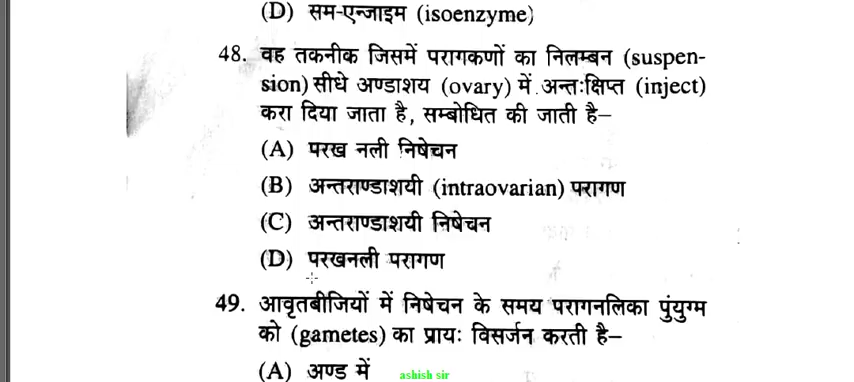 (D) सम-एन्जाइम (isoenzyme)
48. वह तकनीक जिसमें परागकणों का निलम्बन (suspen-
sion) सीधे अण्डाशय (ovary) में अन्तःक्षिप्त (inject)
करा दिया जाता है, सम्बोधित की जाती है–
(A) परख नली निषेचन
(B) अन्तराण्डाशयी (intraovarian) परागण
(C) अन्तराण्डाशयी निषेचन
(D) परखनली परागण
49. आवृतबीजियों में निषेचन के समय परागनलिका पुंयुग्म
को (gametes) का प्रायः विसर्जन करती है–
(A) अण्ड में
ashish sir